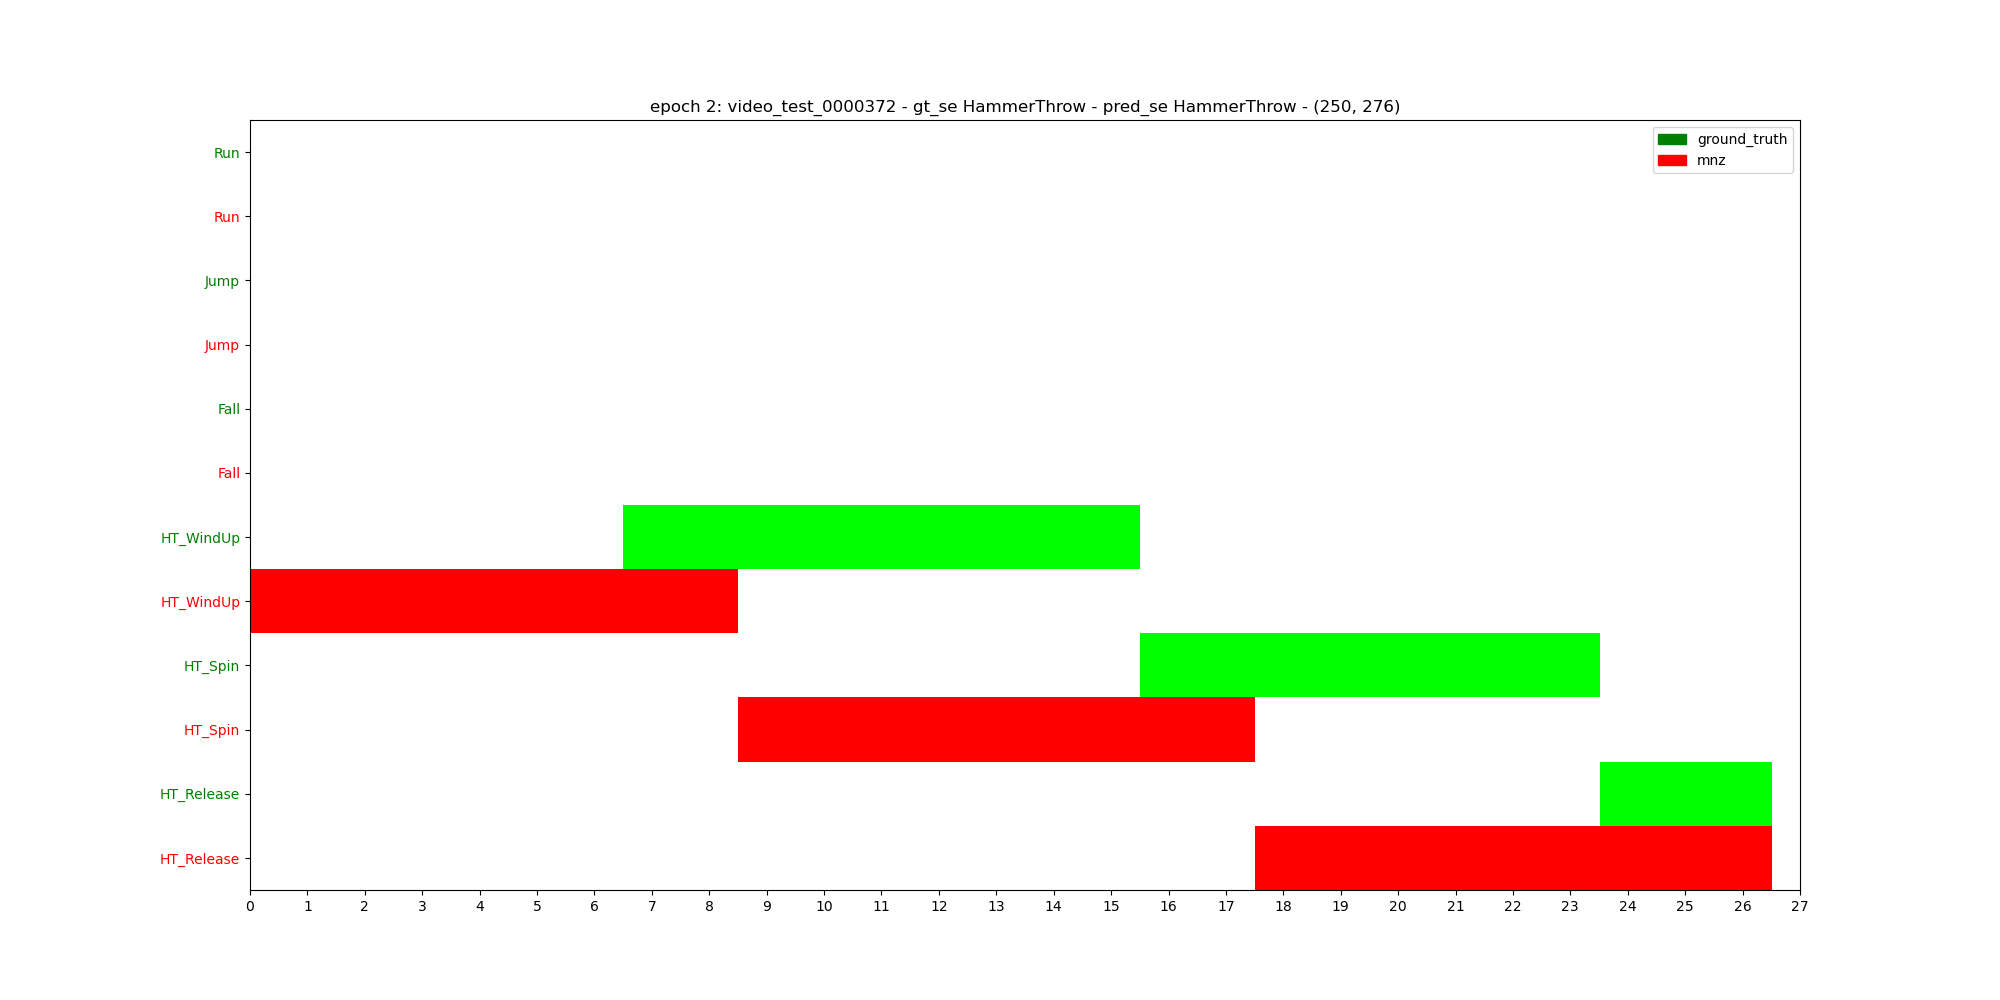 epoch 2: video_test_0000372 - gt_se HammerThrow - pred_se HammerThrow - (250, 276)
ground_truth
mnz
Run
Run
Jump
Jump
Fall
Fall
HT_WindUp
HT_WindUp
HT_Spin
HT_Spin
HT_Release
HT_Release
0 1 2 3 4 5 6 7 8 9 10 11 12 13 14 15 16 17 18 19 20 21 22 23 24 25 26 27